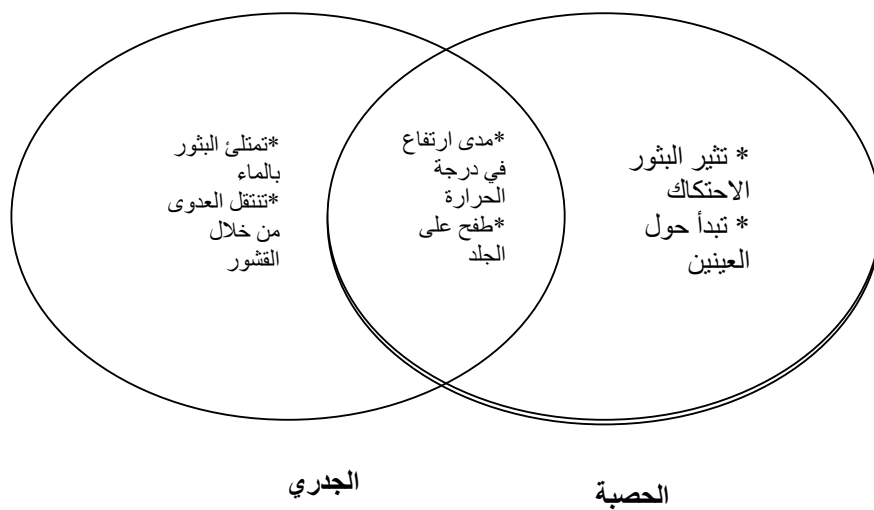 * تثير البثور
الاحتكاك
* تبدأ حول
العينين
*مدى ارتفاع
في درجة
الحرارة
*طفح على
الجلد
*تمتلئ البثور
بالماء
*تنتقل العدوى
من خلال
القشور
الحصبة
الجدري